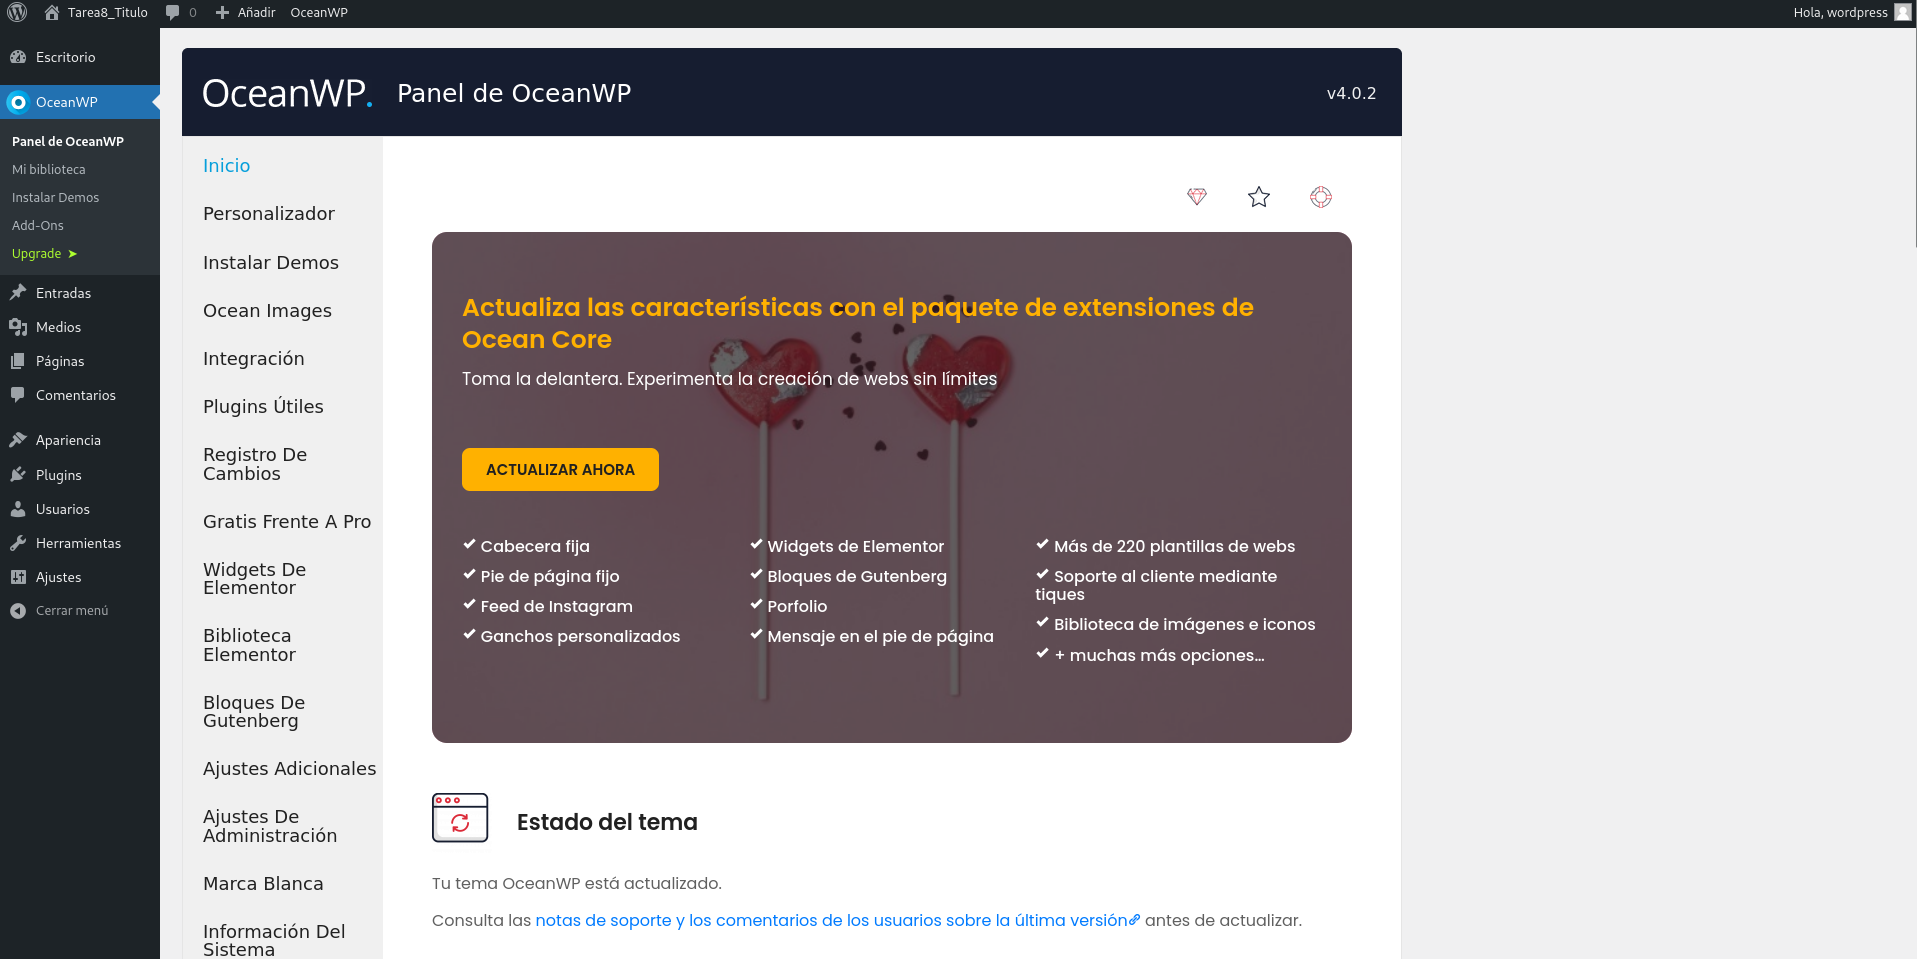 Tarea8_Titulo
0
Añadir
OceanWP
Hola, wordpress
Escritorio
OceanWP
Panel de OceanWP
Mi biblioteca
Instalar Demos
Add-Ons
Upgrade ➤
Entradas
Medios
Páginas
Comentarios
Apariencia
Plugins
Usuarios
Herramientas
Ajustes
Cerrar menú
OceanWP.
Panel de OceanWP
v4.0.2
Inicio
Personalizador
Instalar Demos
Ocean Images
Integración
Plugins Útiles
Registro De
Cambios
Gratis Frente A Pro
Widgets De
Elementor
Biblioteca
Elementor
Bloques De
Gutenberg
Ajustes Adicionales
Ajustes De
Administración
Marca Blanca
Información Del
Sistema
Actualiza las características con el paquete de extensiones de
Ocean Core
Toma la delantera. Experimenta la creación de webs sin límites
ACTUALIZAR AHORA
Cabecera fija
Pie de página fijo
Feed de Instagram
Ganchos personalizados
Widgets de Elementor
Bloques de Gutenberg
Porfolio
Mensaje en el pie de página
Más de 220 plantillas de webs
Soporte al cliente mediante
tiques
Biblioteca de imágenes e iconos
+ muchas más opciones...
Estado del tema
Tu tema OceanWP está actualizado.
Consulta las notas de soporte y los comentarios de los usuarios sobre la última versión antes de actualizar.